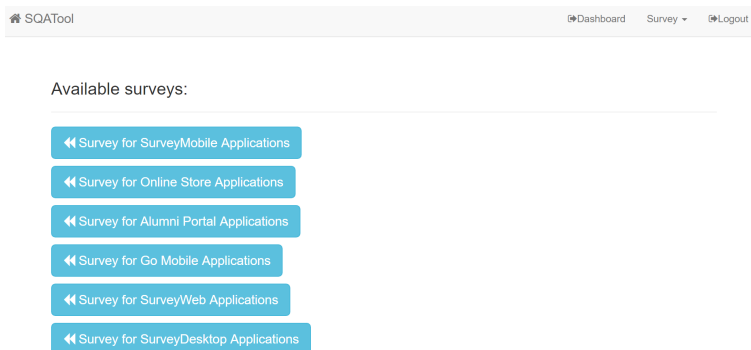 SQATool Dashboard Survey Logout
Available surveys:
Survey for SurveyMobile Applications
Survey for Online Store Applications
Survey for Alumni Portal Applications
Survey for Go Mobile Applications
Survey for SurveyWeb Applications
Survey for SurveyDesktop Applications